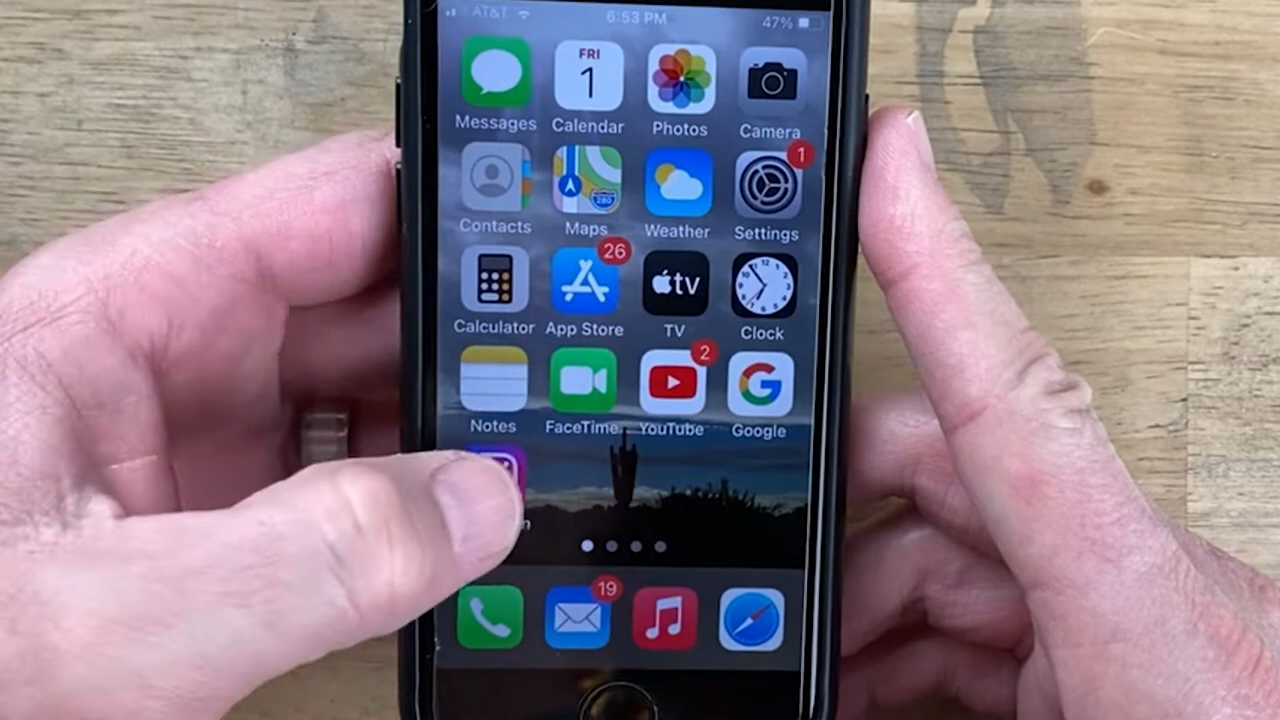 AT&T 6:53 PM 47%
FRI
1
Messages Calendar Photos Camera
1
280
Contacts Maps Weather Settings
26
tv
Calculator App Store TV Clock
2
Notes FaceTime YouTube Google
n
19